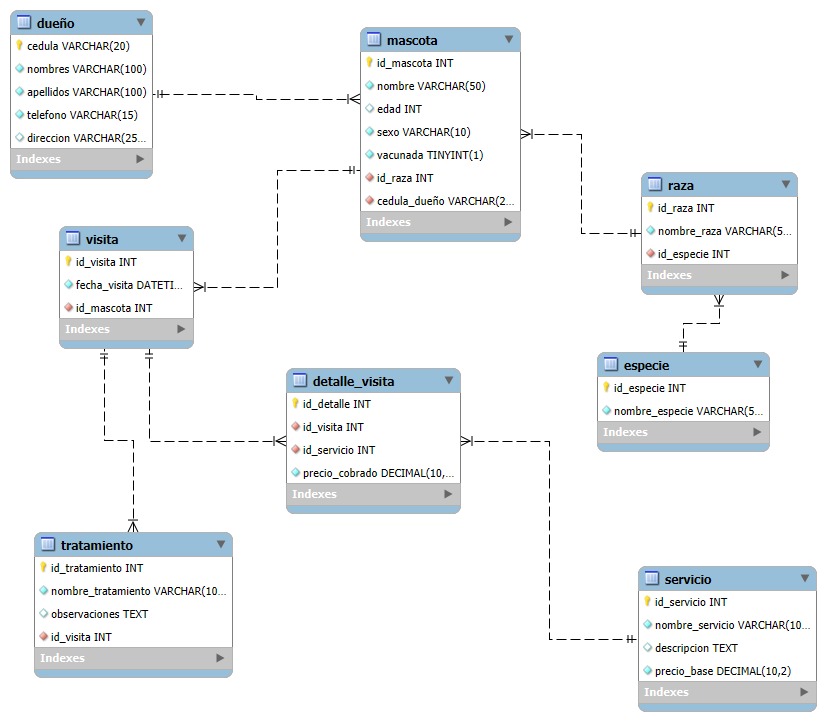 dueño
cedula VARCHAR(20)
nombres VARCHAR(100)
apellidos VARCHAR(100)
telefono VARCHAR(15)
direccion VARCHAR(25...
Indexes
mascota
id_mascota INT
nombre VARCHAR(50)
edad INT
sexo VARCHAR(10)
vacunada TINYINT(1)
id_raza INT
cedula_dueño VARCHAR(2...
Indexes
raza
id_raza INT
nombre_raza VARCHAR(5...
id_especie INT
Indexes
visita
id_visita INT
fecha_visita DATETI...
id_mascota INT
Indexes
especie
id_especie INT
nombre_especie VARCHAR(5...
Indexes
detalle_visita
id_detalle INT
id_visita INT
id_servicio INT
precio_cobrado DECIMAL(10,...
Indexes
tratamiento
id_tratamiento INT
nombre_tratamiento VARCHAR(10...
observaciones TEXT
id_visita INT
Indexes
servicio
id_servicio INT
nombre_servicio VARCHAR(10...
descripcion TEXT
precio_base DECIMAL(10,2)
Indexes